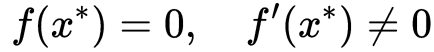 f(x*) = 0, f′(x*) ≠ 0